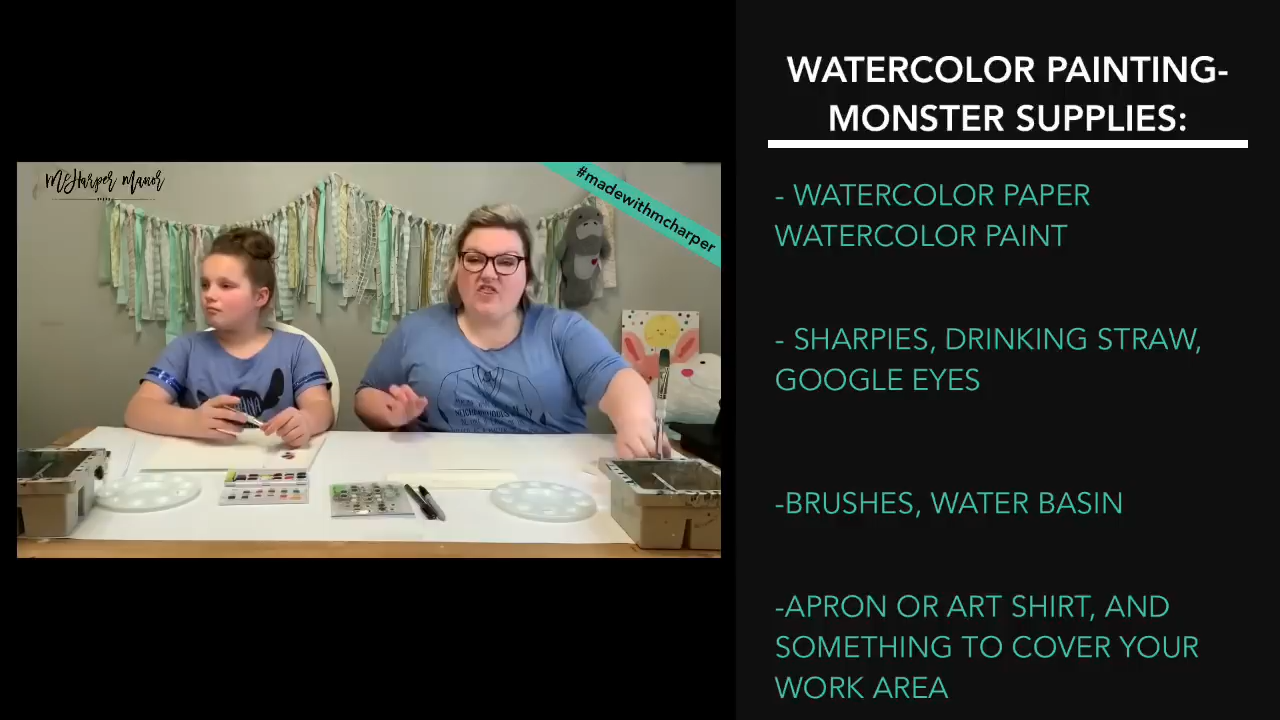 WATERCOLOR PAINTING-
MONSTER SUPPLIES:
- WATERCOLOR PAPER
WATERCOLOR PAINT
- SHARPIES, DRINKING STRAW,
GOOGLE EYES
-BRUSHES, WATER BASIN
-APRON OR ART SHIRT, AND
SOMETHING TO COVER YOUR
WORK AREA
McHarper Manor
#madewithmcharper